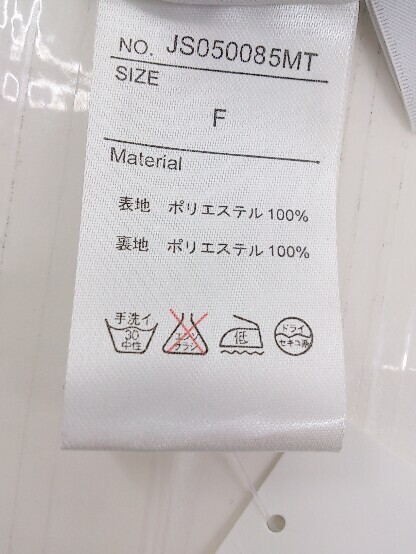 NO. JS050085MT
SIZE
F
Material
表地 ポリエステル 100%
裏地 ポリエステル 100%
手洗イ
30
中性
エンソ
サラシ
低
ドライ
セキユ系